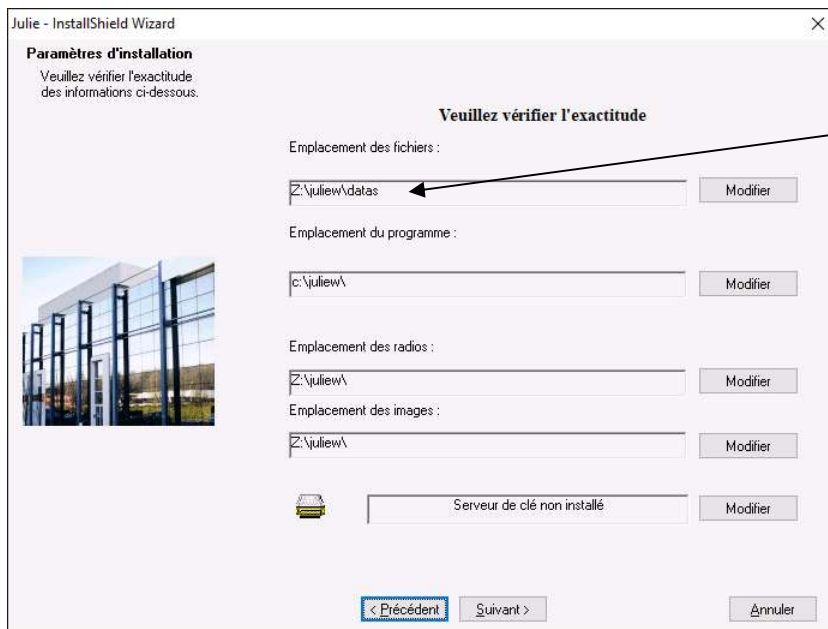 Julie - InstallShield Wizard
Paramètres d'installation
Veuillez vérifier l'exactitude
des informations ci-dessous.
Veuillez vérifier l'exactitude
Emplacement des fichiers :
Z:\juliew\datas
Modifier
Emplacement du programme :
c:\juliew\
Modifier
Emplacement des radios :
Z:\juliew\
Modifier
Emplacement des images :
Z:\juliew\
Modifier
Serveur de clé non installé
Modifier
< Précédent
Suivant >
Annuler